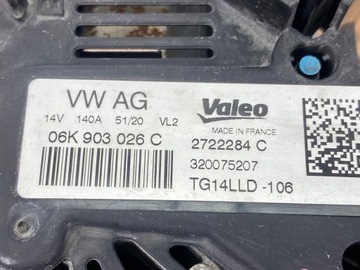 VW AG
14V 140A 51/20 VL2
06K 903 026 C
Valeo
MADE IN FRANCE
2722284 C
320075207
TG14LLD -106